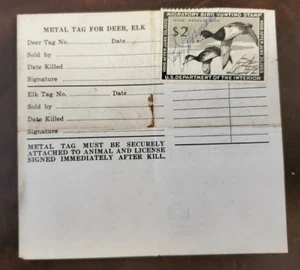 METAL TAG FOR DEER, ELK
Deer Tag No. Date
Sold by
Date Killed
Signature
Elk Tag No. Date
Sold by
Date Killed
Signature
METAL TAG MUST BE SECURELY
ATTACHED TO ANIMAL AND LICENSE
SIGNED IMMEDIATELY AFTER KILL.
MIGRATORY BIRD HUNTING STAMP
$2
U.S. DEPARTMENT OF THE INTERIOR